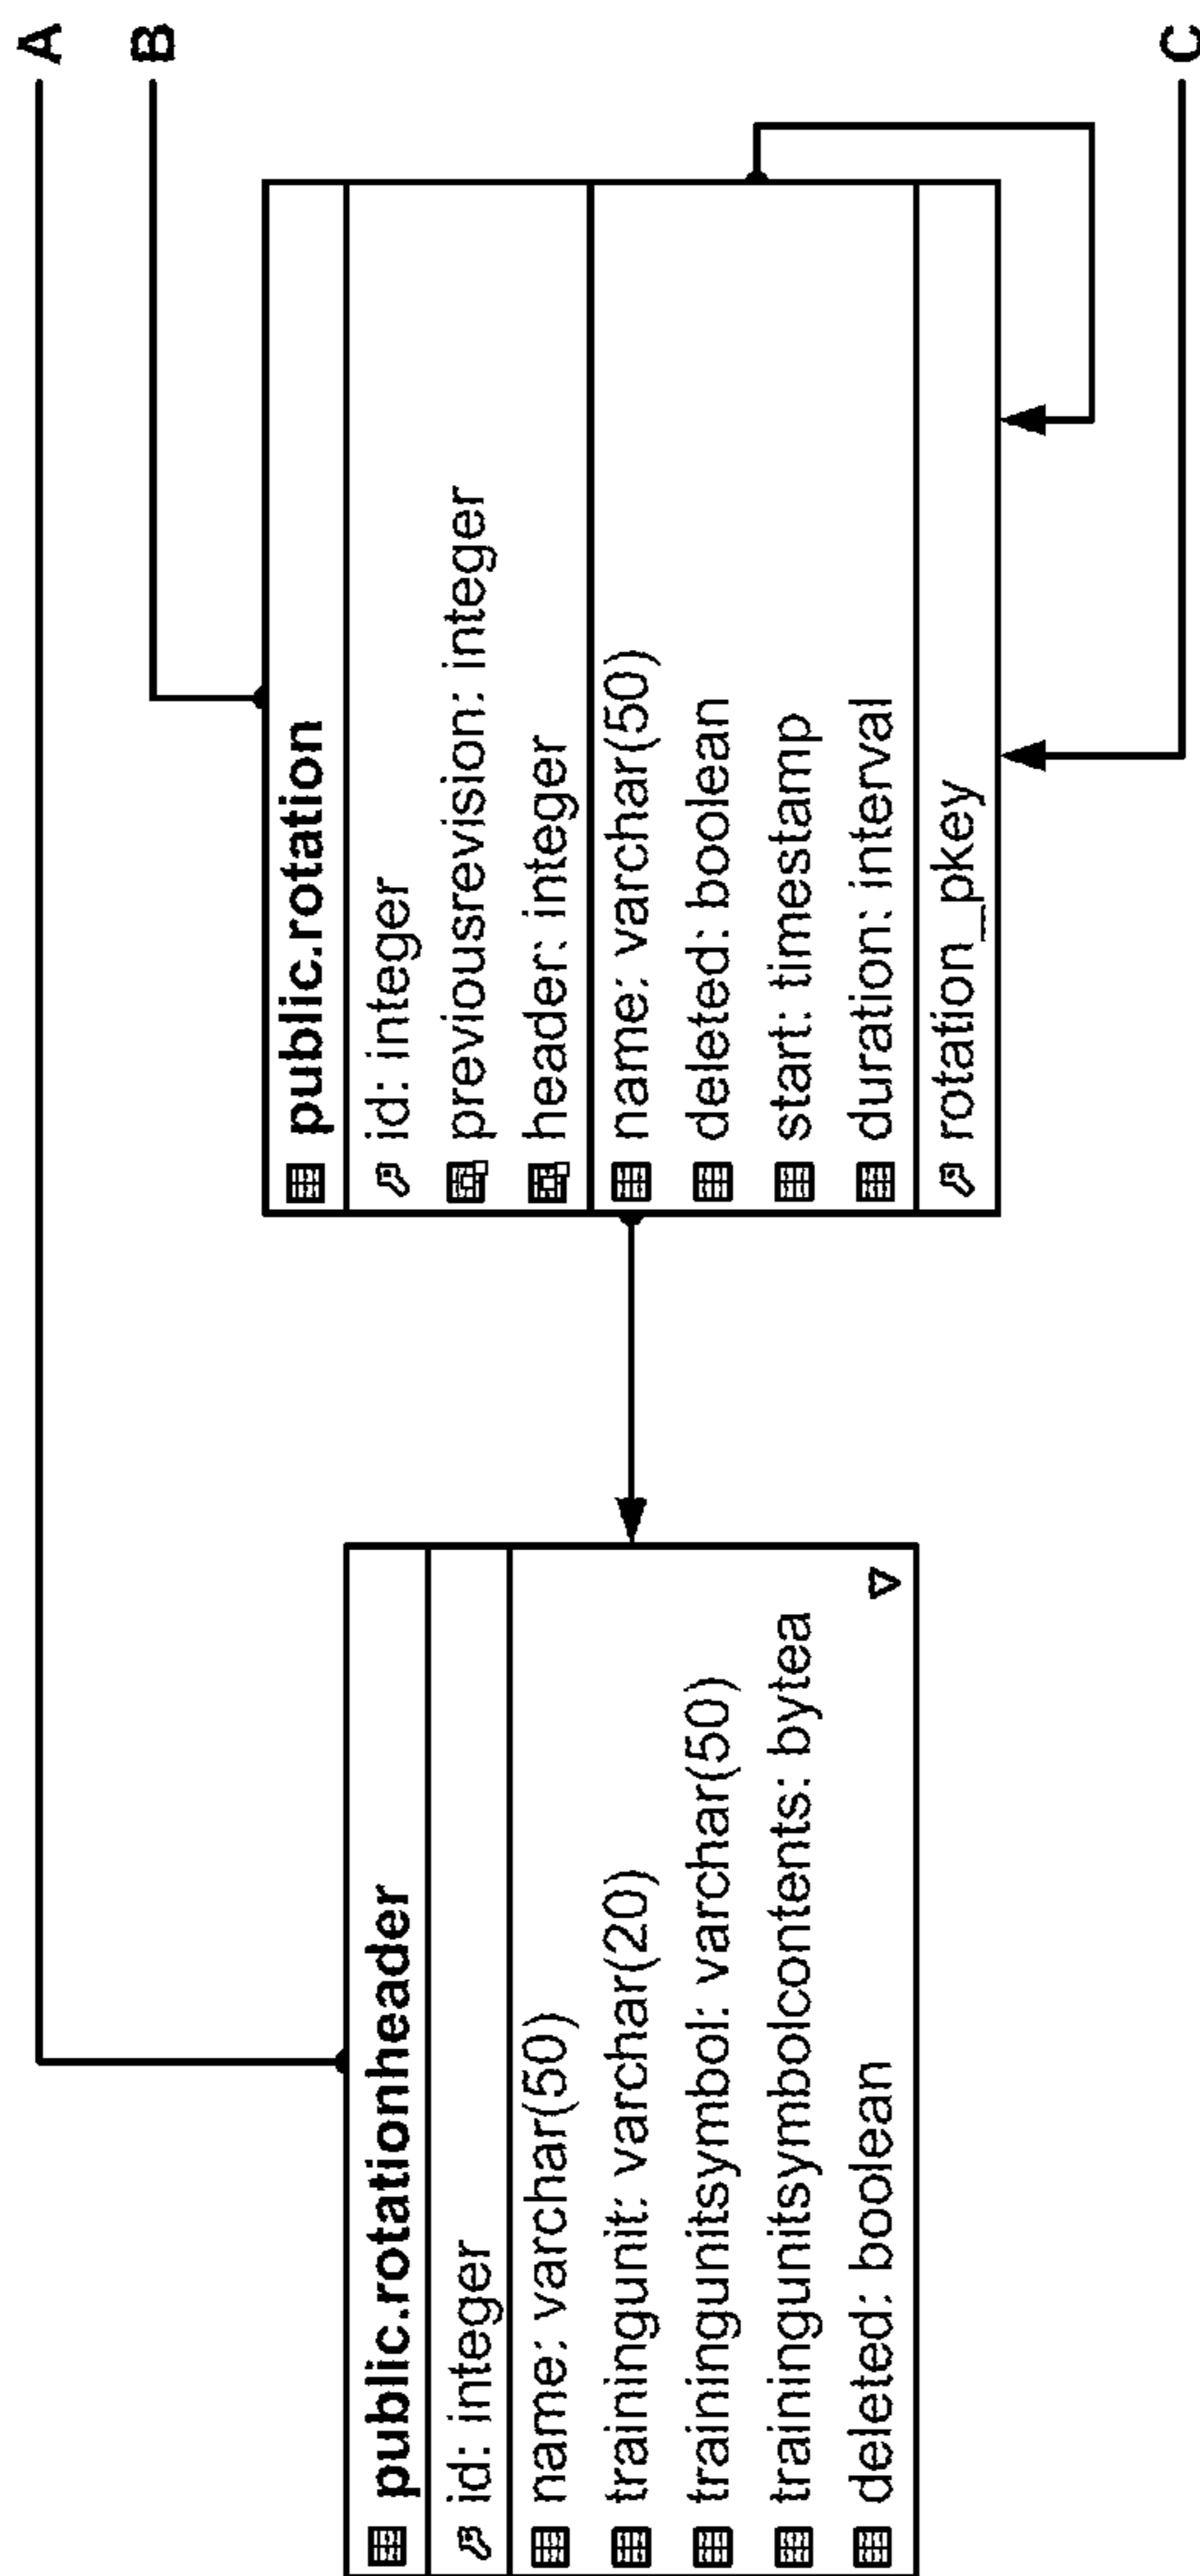 A
B
public.rotationheader
id: integer
name: varchar(50)
trainingunit: varchar(20)
trainingunitsymbol: varchar(50)
trainingunitsymbolcontents: bytea
deleted: boolean
public.rotation
id: integer
previousrevision: integer
header: integer
name: varchar(50)
deleted: boolean
start: timestamp
duration: interval
rotation_pkey
C